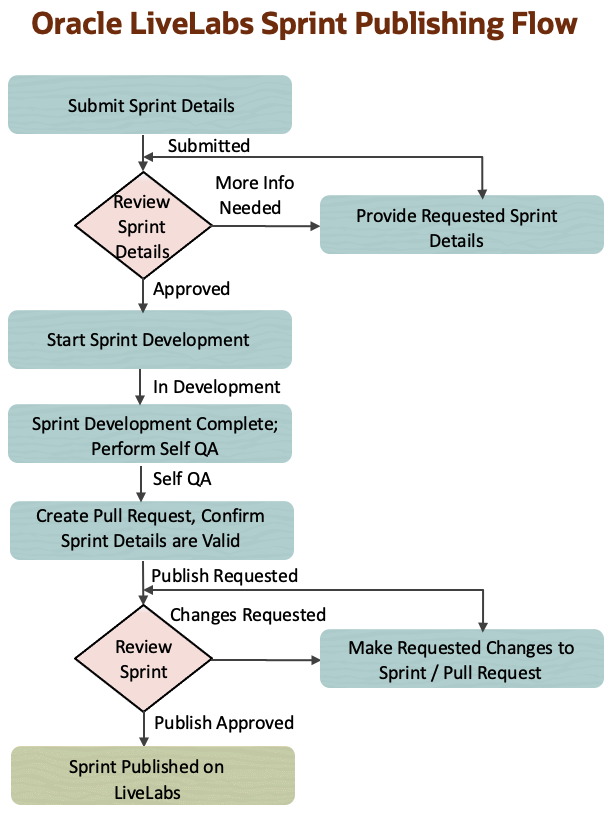 Oracle LiveLabs Sprint Publishing Flow
Submit Sprint Details
Submitted
More Info
Needed
Review
Sprint
Details
Provide Requested Sprint
Details
Approved
Start Sprint Development
In Development
Sprint Development Complete;
Perform Self QA
Self QA
Create Pull Request, Confirm
Sprint Details are Valid
Publish Requested
Changes Requested
Review
Sprint
Make Requested Changes to
Sprint / Pull Request
Publish Approved
Sprint Published on
LiveLabs